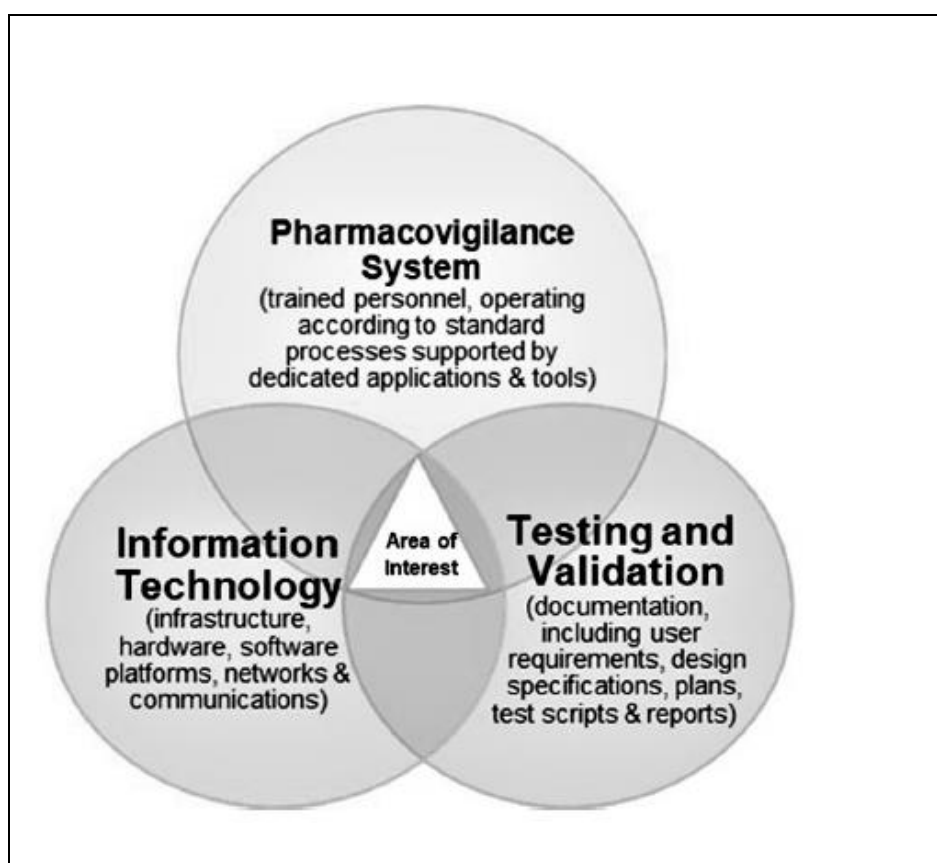 Pharmacovigilance
System
(trained personnel, operating
according to standard
processes supported by
dedicated applications & tools)
Information
Technology
(infrastructure,
hardware, software
platforms, networks &
communications)
Area of
Interest
Testing and
Validation
(documentation,
including user
requirements, design
specifications, plans,
test scripts & reports)